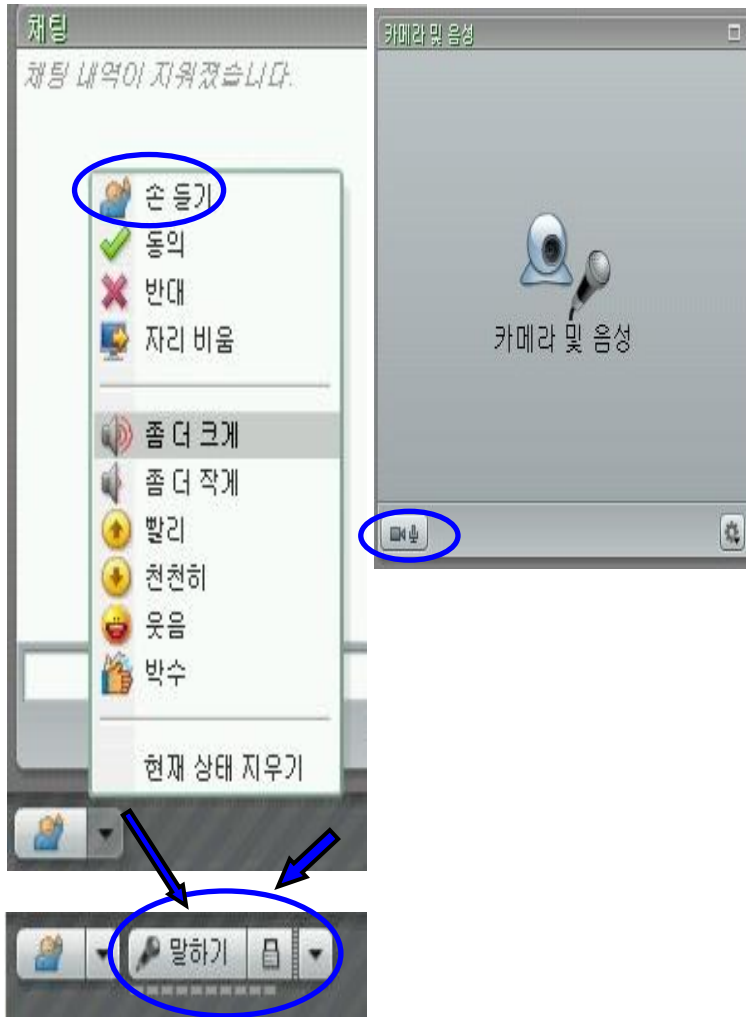 채팅
채팅 내역이 지워졌습니다.
손 들기
동의
반대
자리 비움
좀 더 크게
좀 더 작게
빨리
천천히
웃음
박수
현재 상태 지우기
말하기
카메라 및 음성
카메라 및 음성